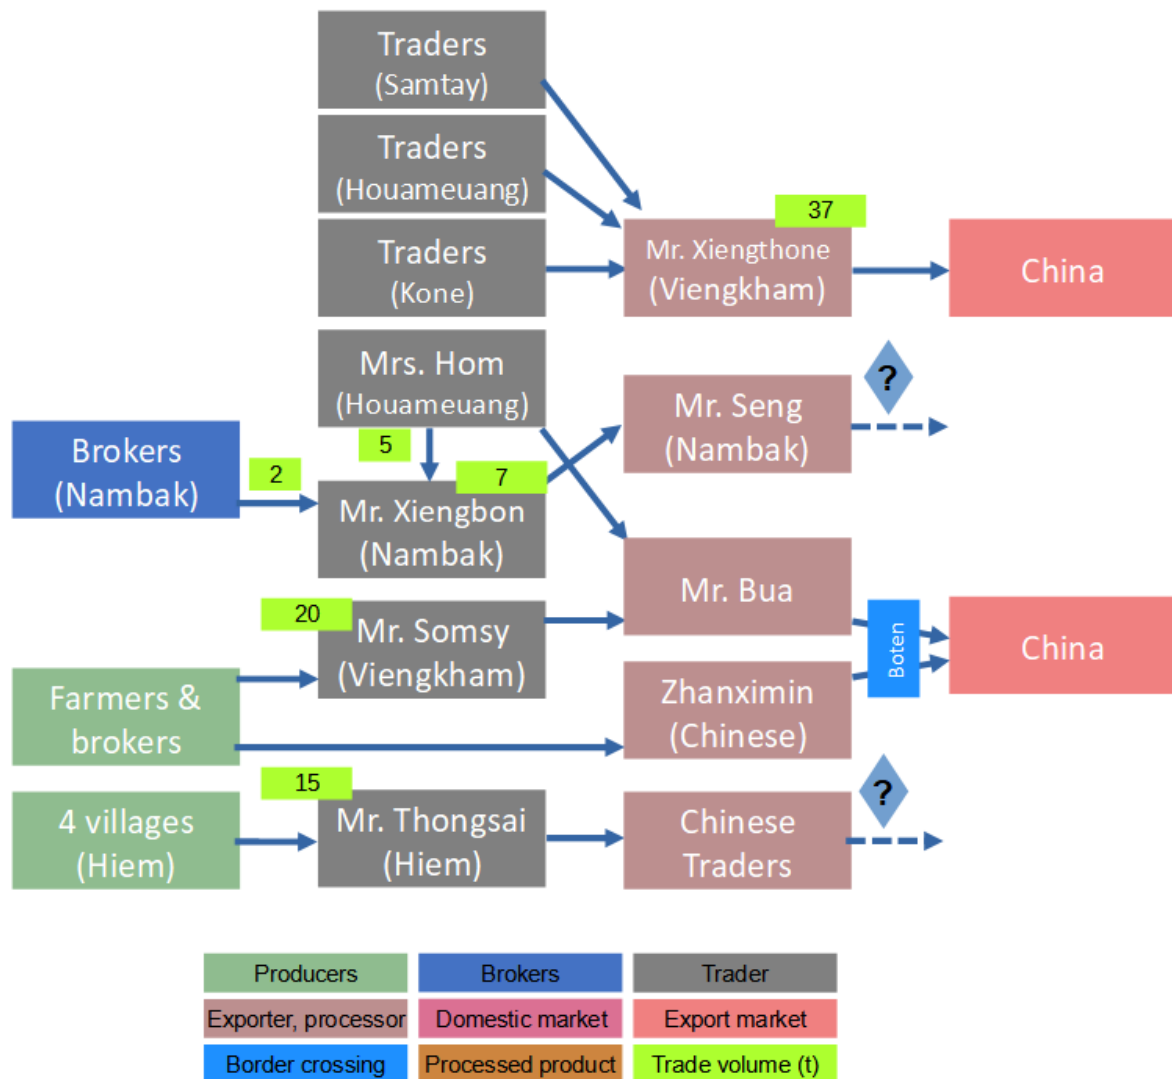 Traders
(Samtay)
Traders
(Houameuang)
37
Traders
(Kone)
Mr. Xiengthone
(Viengkham)
China
Mrs. Hom
(Houameuang)
?
Mr. Seng
(Nambak)
Brokers
(Nambak)
5
2
7
Mr. Xiengbon
(Nambak)
Mr. Bua
20
Mr. Somsy
(Viengkham)
Boten
China
Farmers &
brokers
Zhanximin
(Chinese)
15
?
4 villages
(Hiem)
Mr. Thongsai
(Hiem)
Chinese
Traders
Producers
Brokers
Trader
Exporter, processor
Domestic market
Export market
Border crossing
Processed product
Trade volume (t)